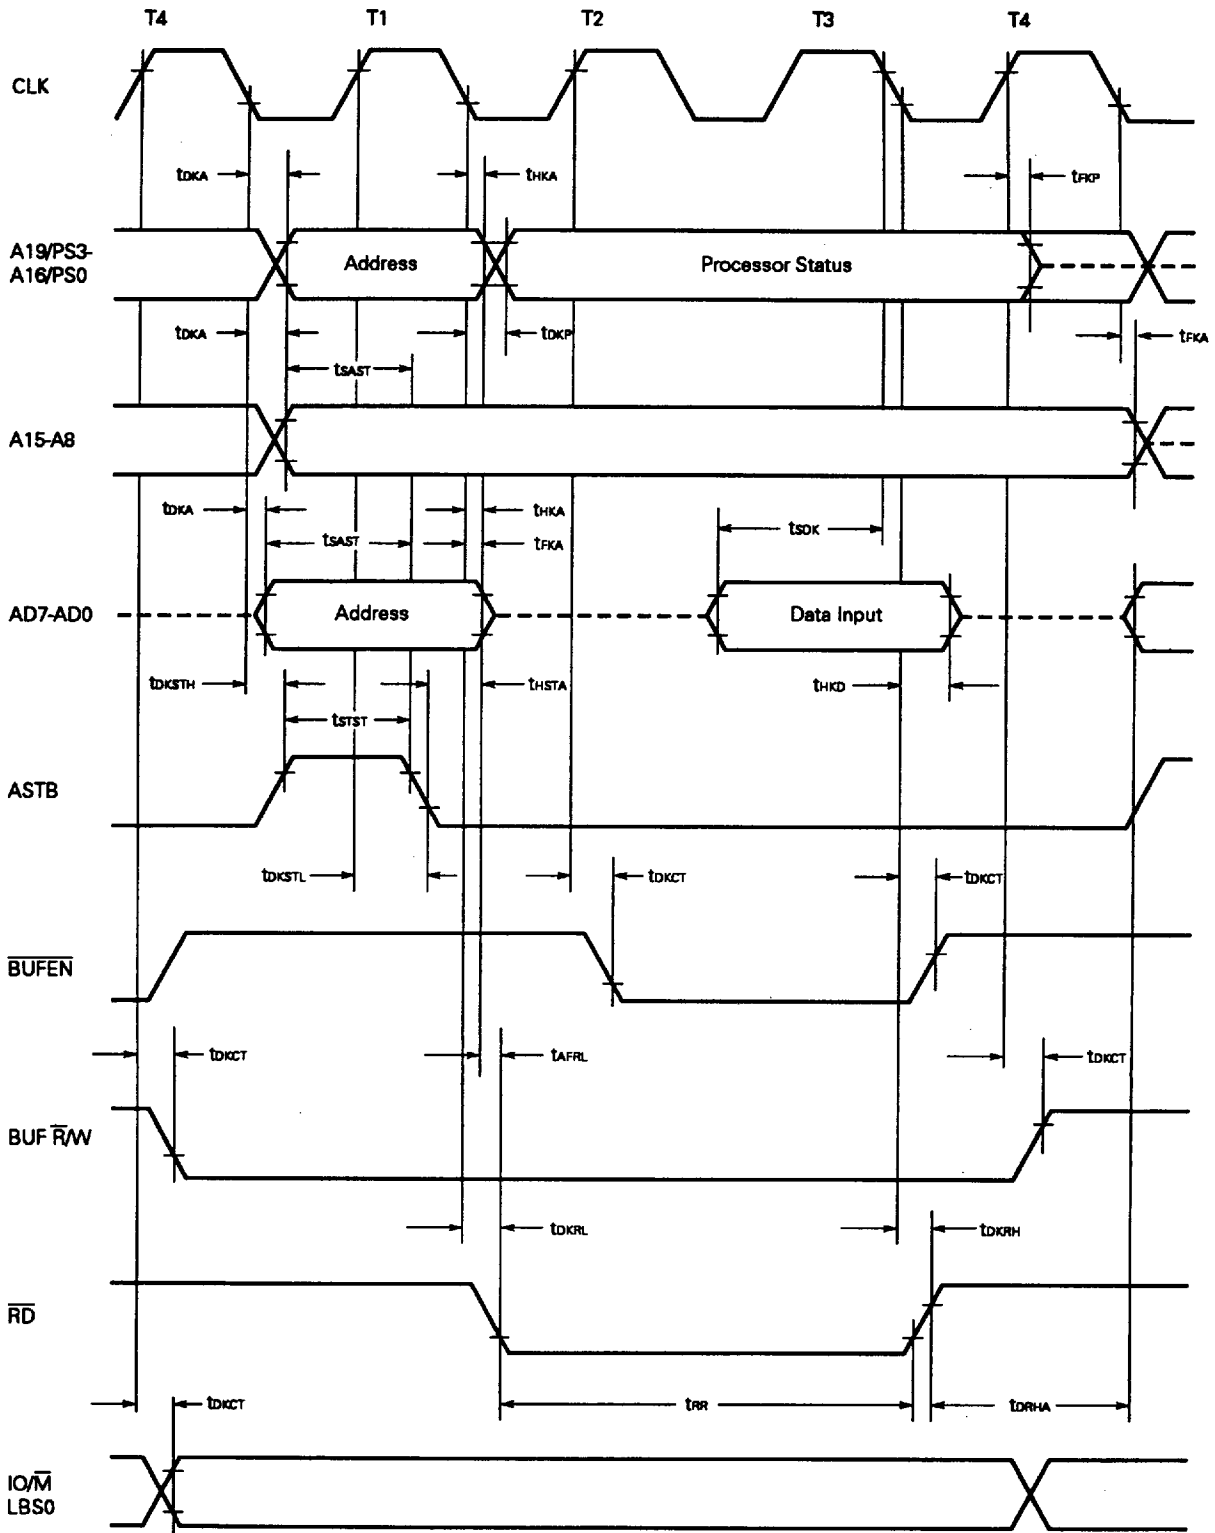 T4 T1 T2 T3 T4
CLK
tDKA tHKA tFKP
A19/PS3-
A16/PS0
Address Processor Status
tDKA tDKP tFKA
tSAST
A15-A8
tDKA tHKA tSDK
tSAST tFKA
AD7-AD0 Address Data Input
tDKSTH tHSTA tHKD
tSTST
ASTB
tDKSTL tDKCT tDKCT
BUFEN
tDKCT tAFRL tDKCT
BUF R/W
tDKRL tDKRH
RD
tDKCT tRR tDRHA
IO/M
LBS0